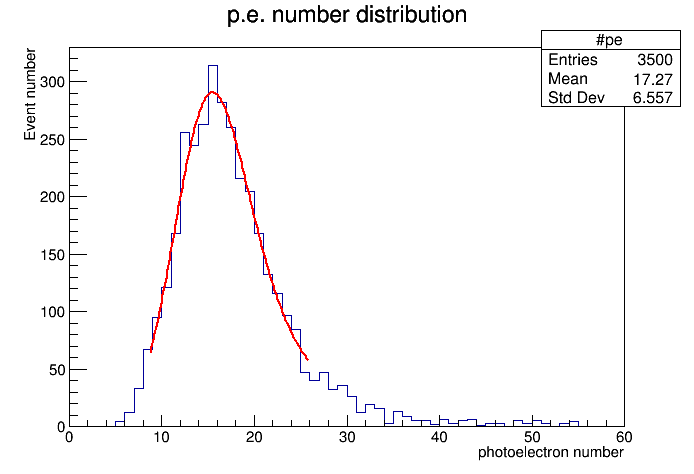 p.e. number distribution
#pe
Entries 3500
Mean 17.27
Std Dev 6.557
Event number
300
250
200
150
100
50
0
0 10 20 30 40 50 60
photoelectron number